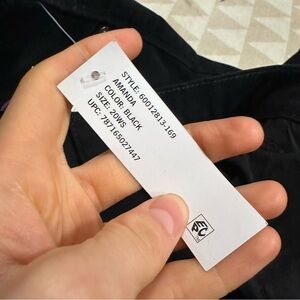 STYLE: 60012813-169
AMANDA
COLOR: BLACK
SIZE: 20WS
UPC: 787165027447